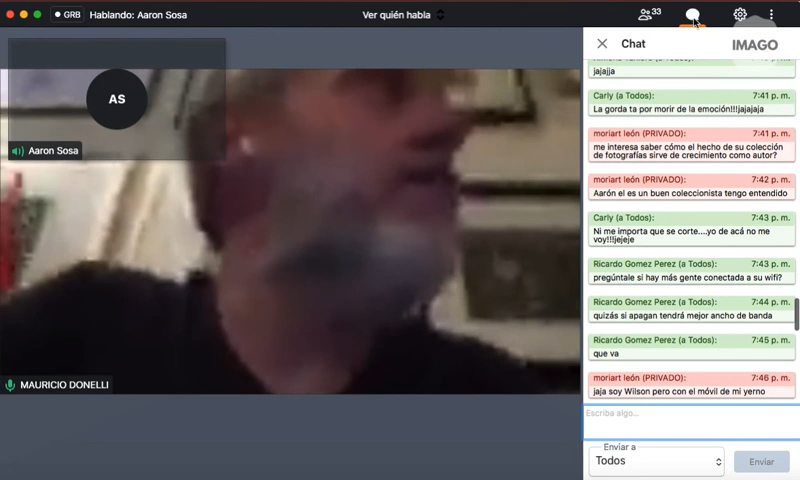 GRB
Hablando: Aaron Sosa
Ver quién habla
33
AS
Aaron Sosa
MAURICIO DONELLI
Chat
IMAGO
jajajja
Carly (a Todos): 7:41 p. m.
La gorda ta por morir de la emoción!!!jajajaja
moriart león (PRIVADO): 7:41 p. m.
me interesa saber cómo el hecho de su colección
de fotografías sirve de crecimiento como autor?
moriart león (PRIVADO): 7:42 p. m.
Aarón el es un buen coleccionista tengo entendido
Carly (a Todos): 7:43 p. m.
Ni me importa que se corte....yo de acá no me
voy!!!jejeje
Ricardo Gomez Perez (a Todos): 7:43 p. m.
pregúntale si hay más gente conectada a su wifi?
Ricardo Gomez Perez (a Todos): 7:44 p. m.
quizás si apagan tendrá mejor ancho de banda
Ricardo Gomez Perez (a Todos): 7:45 p. m.
que va
moriart león (PRIVADO): 7:46 p. m.
jaja soy Wilson pero con el móvil de mi yerno
Escriba algo...
Enviar a
Todos
Enviar